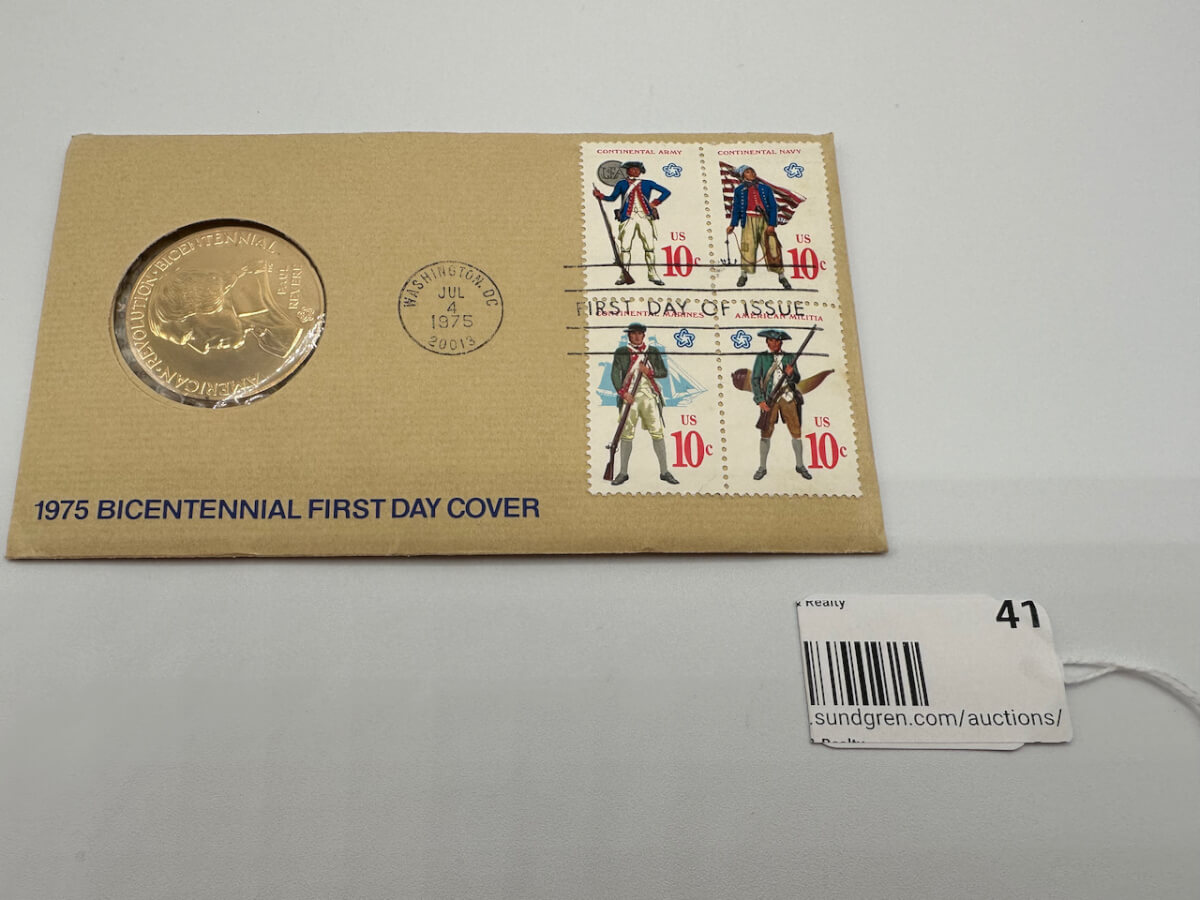 AMERICAN·REVOLUTION·BICENTENNIAL
PAUL
REVERE
WASHINGTON, DC
JUL
4
1975
20013
CONTINENTAL ARMY
USA
US
10c
CONTINENTAL NAVY
US
10c
FIRST DAY OF ISSUE
CONTINENTAL MARINES
US
10c
AMERICAN MILITIA
US
10c
1975 BICENTENNIAL FIRST DAY COVER
Realty
41
.sundgren.com/auctions/
Realty